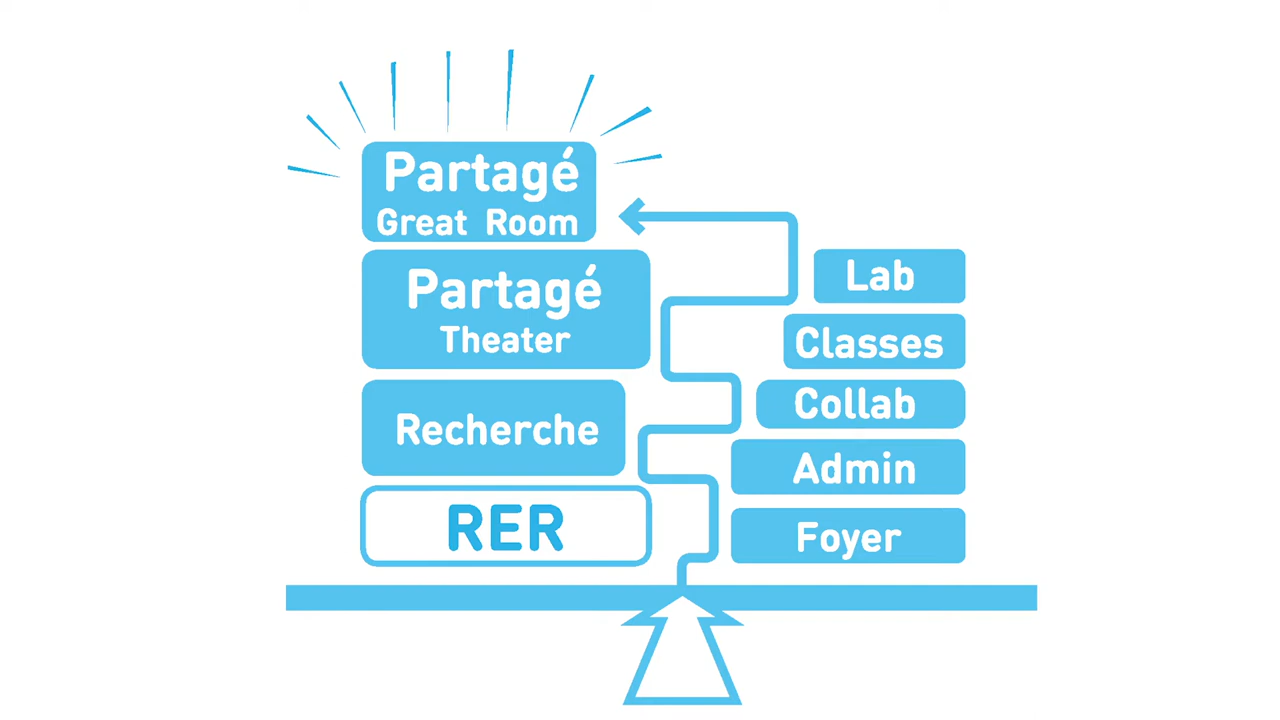 Partagé
Great Room
Partagé
Theater
Recherche
RER
Lab
Classes
Collab
Admin
Foyer